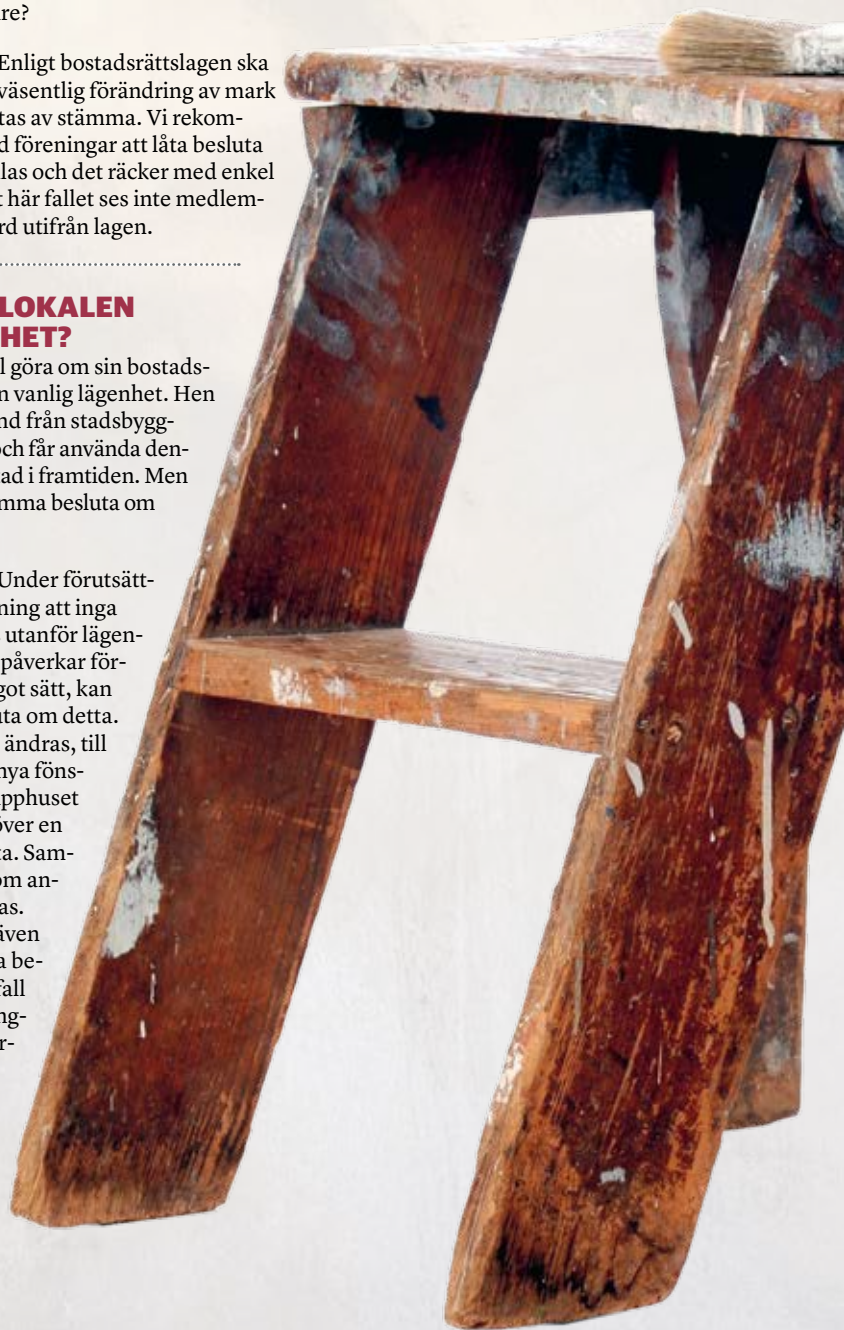 re?
Enligt bostadsrättslagen ska
väsentlig förändring av mark
tas av stämma. Vi rekom-
d föreningar att låta besluta
las och det räcker med enkel
t här fallet ses inte medlem-
rd utifrån lagen.
LOKALEN
HET?
l göra om sin bostads-
n vanlig lägenhet. Hen
nd från stadsbygg-
och får använda den-
tad i framtiden. Men
mma besluta om
Under förutsätt-
ning att inga
utanför lägen-
påverkar för-
got sätt, kan
uta om detta.
ändras, till
nya föns-
apphuset
över en
ta. Sam-
om an-
as.
även
a be-
fall
ng-
r-